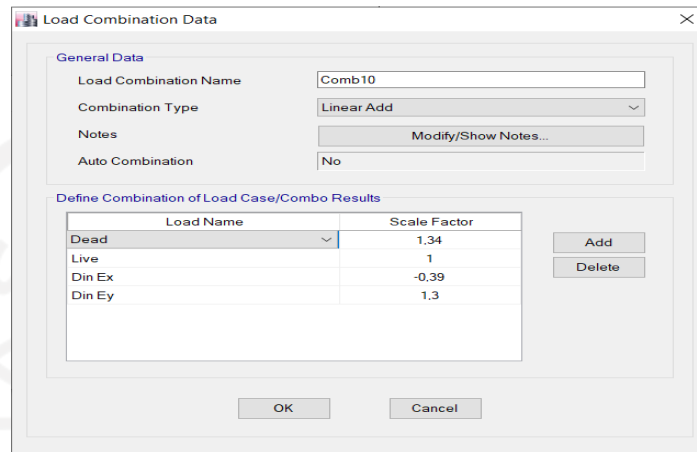 Load Combination Data
General Data
Load Combination Name Comb10
Combination Type Linear Add
Notes Modify/Show Notes...
Auto Combination No
Define Combination of Load Case/Combo Results
Load Name Scale Factor
Dead 1,34 Add
Live 1 Delete
Din Ex -0,39
Din Ey 1,3
OK Cancel